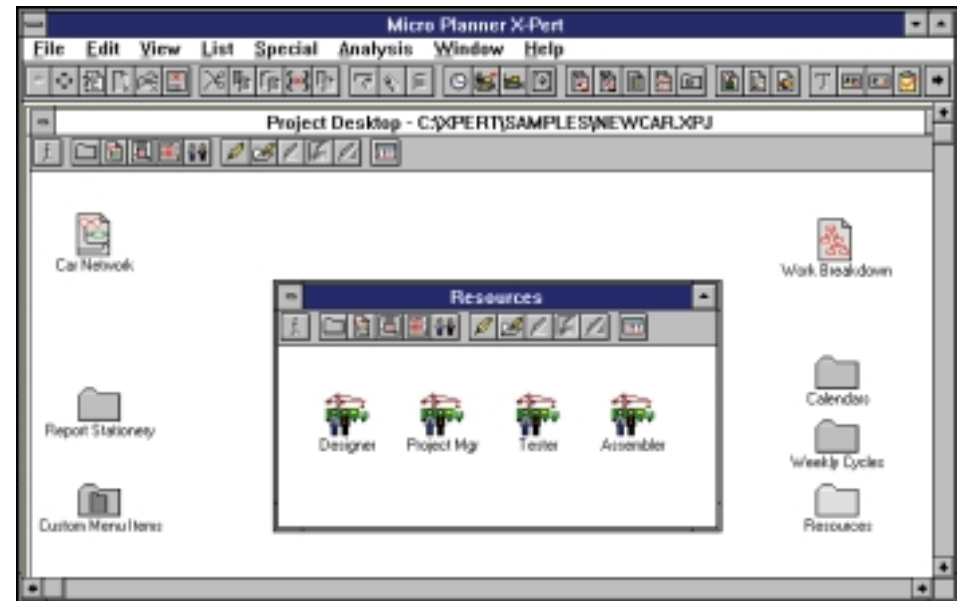 Micro Planner X-Pert
File Edit View List Special Analysis Window Help
Project Desktop - C:\XPERT\SAMPLES\NEWCAR.XPJ
Car Network
Work Breakdown
Resources
Calendars
Report Stationery
Designer Project Mgr Tester Assembler
Weekly Cycles
Custom Menu Items
Resources